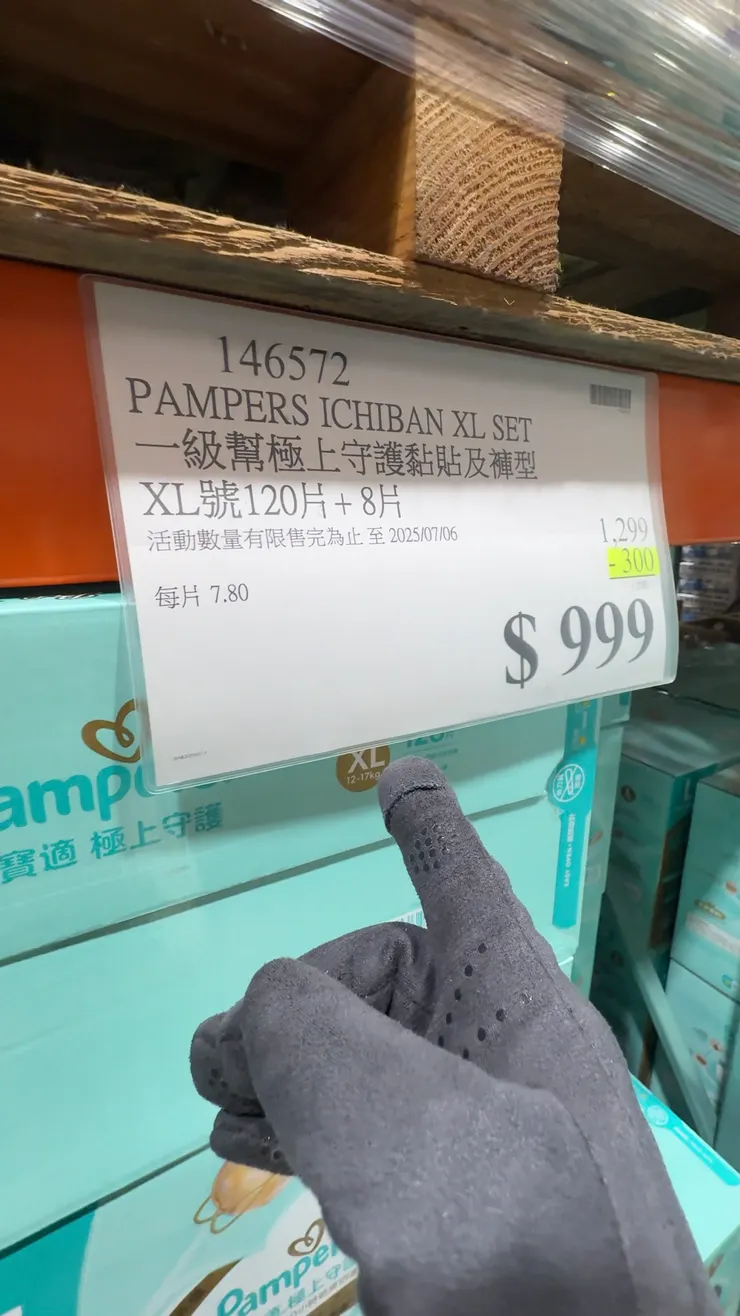 146572
PAMPERS ICHIBAN XL SET
一級幫極上守護黏貼及褲型
XL號120片+8片
活動數量有限售完為止 至 2025/07/06
1,299
-300
每片 7.80
$ 999
XL
12-17kg
ampe
寶適 極上守護
Pampe